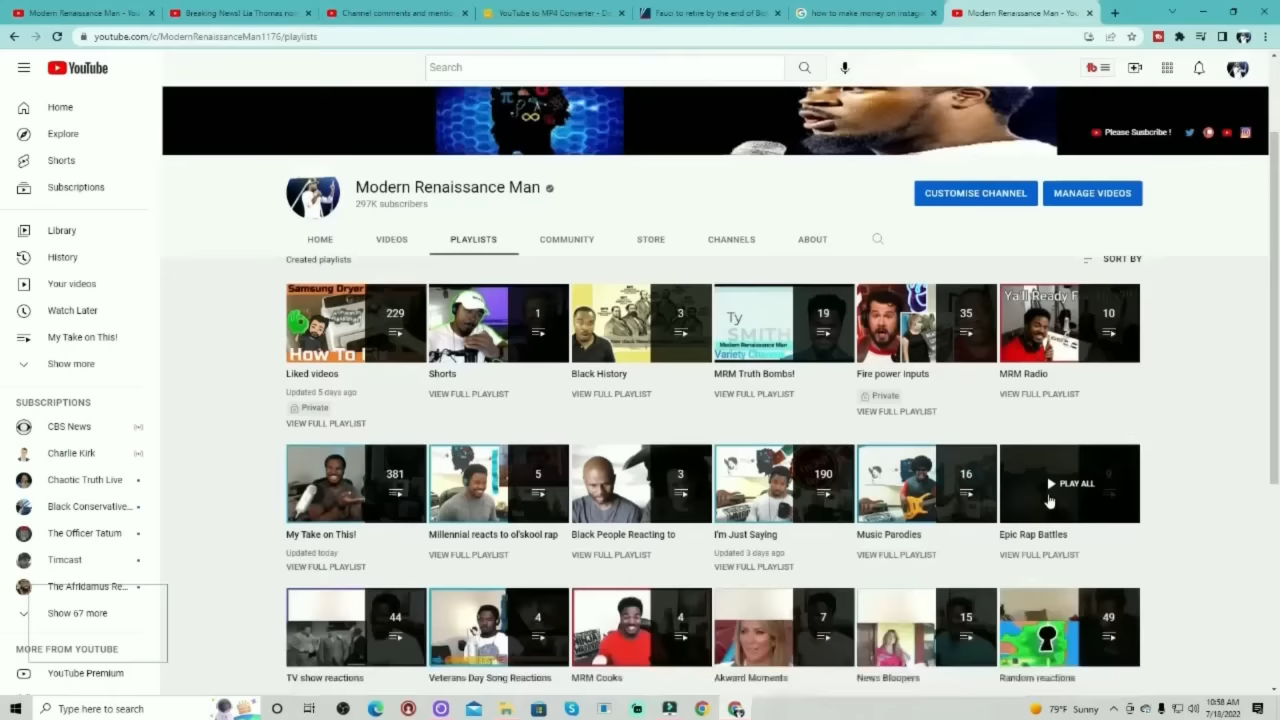 Modern Renaissance Man - You
Breaking News! Lia Thomas non
Channel comments and mentic
YouTube to MP4 Converter - Do
Fauci to retire by the end of Bid
how to make money on instag
Modern Renaissance Man - Yo
youtube.com/c/ModernRenaissanceMan1176/playlists
YouTube
Search
Home
Explore
Shorts
Subscriptions
Library
History
Your videos
Watch Later
My Take on This!
Show more
SUBSCRIPTIONS
CBS News
Charlie Kirk
Chaotic Truth Live
Black Conservative...
The Officer Tatum
Timcast
The Afridamus Re...
Show 67 more
MORE FROM YOUTUBE
YouTube Premium
Please Susbcribe !
Modern Renaissance Man
297K subscribers
CUSTOMISE CHANNEL
MANAGE VIDEOS
HOME VIDEOS PLAYLISTS COMMUNITY STORE CHANNELS ABOUT
Created playlists
SORT BY
Samsung Dryer
How To
229
Liked videos
Updated 5 days ago
Private
VIEW FULL PLAYLIST
1
Shorts
VIEW FULL PLAYLIST
3
Black History
VIEW FULL PLAYLIST
Ty
SMITH
Modern Renaissance Man
Variety Channel
19
MRM Truth Bombs!
VIEW FULL PLAYLIST
35
Fire power inputs
Private
VIEW FULL PLAYLIST
Ya'll Ready F
10
MRM Radio
VIEW FULL PLAYLIST
381
My Take on This!
Updated today
VIEW FULL PLAYLIST
5
Millennial reacts to ol'skool rap
VIEW FULL PLAYLIST
3
Black People Reacting to
VIEW FULL PLAYLIST
190
I'm Just Saying
Updated 3 days ago
VIEW FULL PLAYLIST
16
Music Parodies
VIEW FULL PLAYLIST
PLAY ALL
Epic Rap Battles
VIEW FULL PLAYLIST
44
TV show reactions
4
Veterans Day Song Reactions
4
MRM Cooks
7
Akward Moments
15
News Bloopers
49
Random reactions
Type here to search
79°F Sunny
10:58 AM
7/18/2022